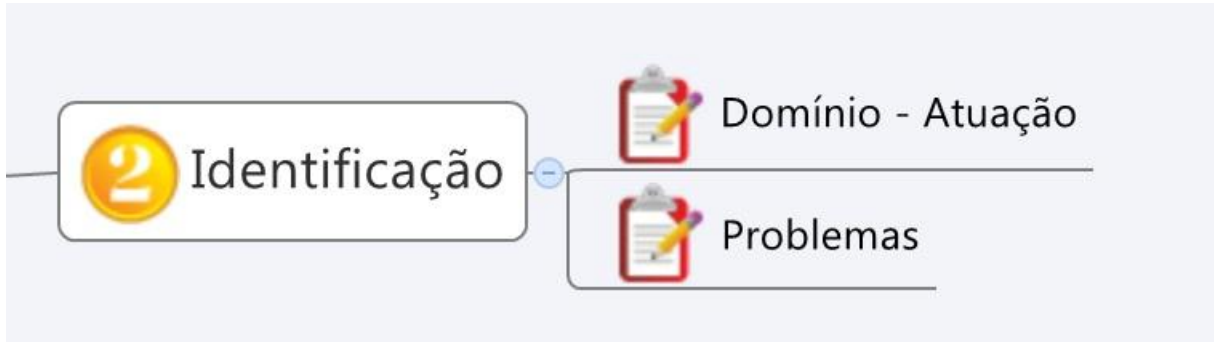 2 Identificação
Domínio - Atuação
Problemas